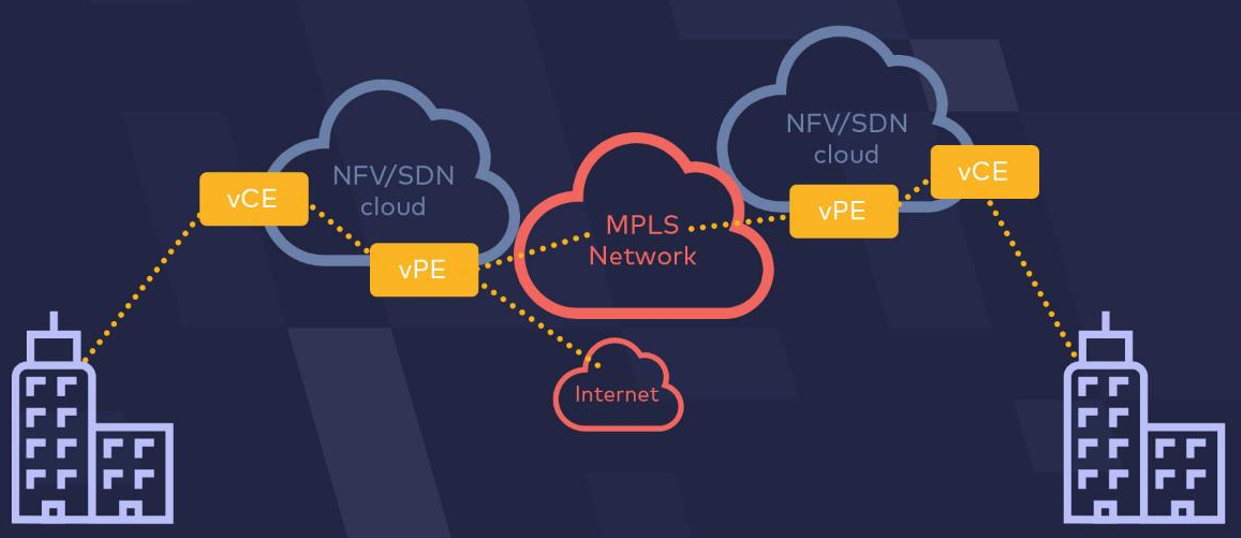 NFV/SDN
cloud
vCE
vPE
MPLS
Network
Internet
NFV/SDN
cloud
vCE
vPE